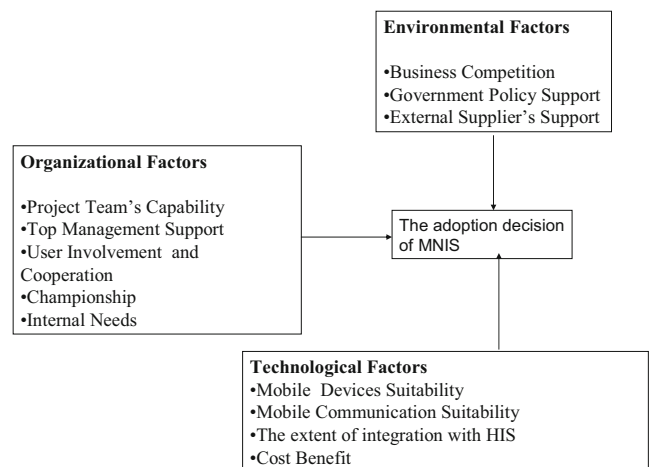 Environmental Factors
•Business Competition
•Government Policy Support
•External Supplier's Support
Organizational Factors
•Project Team's Capability
•Top Management Support
•User Involvement and
Cooperation
•Championship
•Internal Needs
The adoption decision
of MNIS
Technological Factors
•Mobile Devices Suitability
•Mobile Communication Suitability
•The extent of integration with HIS
•Cost Benefit